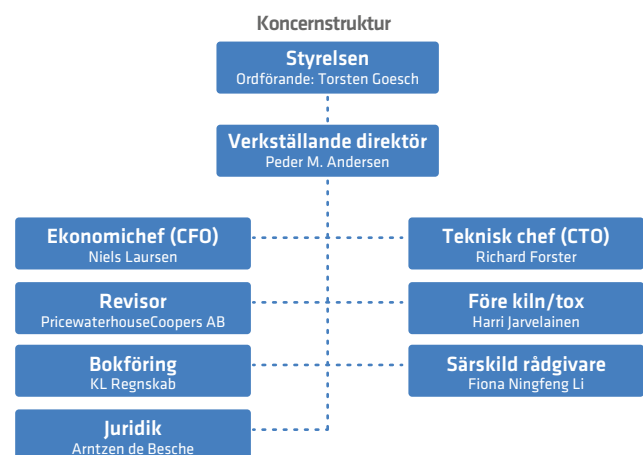 Koncernstruktur
Styrelsen
Ordförande: Torsten Goesch
Verkställande direktör
Peder M. Andersen
Ekonomichef (CFO)
Niels Laursen
Teknisk chef (CTO)
Richard Forster
Revisor
PricewaterhouseCoopers AB
Före kiln/tox
Harri Jarvelainen
Bokföring
KL Regnskab
Särskild rådgivare
Fiona Ningfeng Li
Juridik
Arntzen de Besche